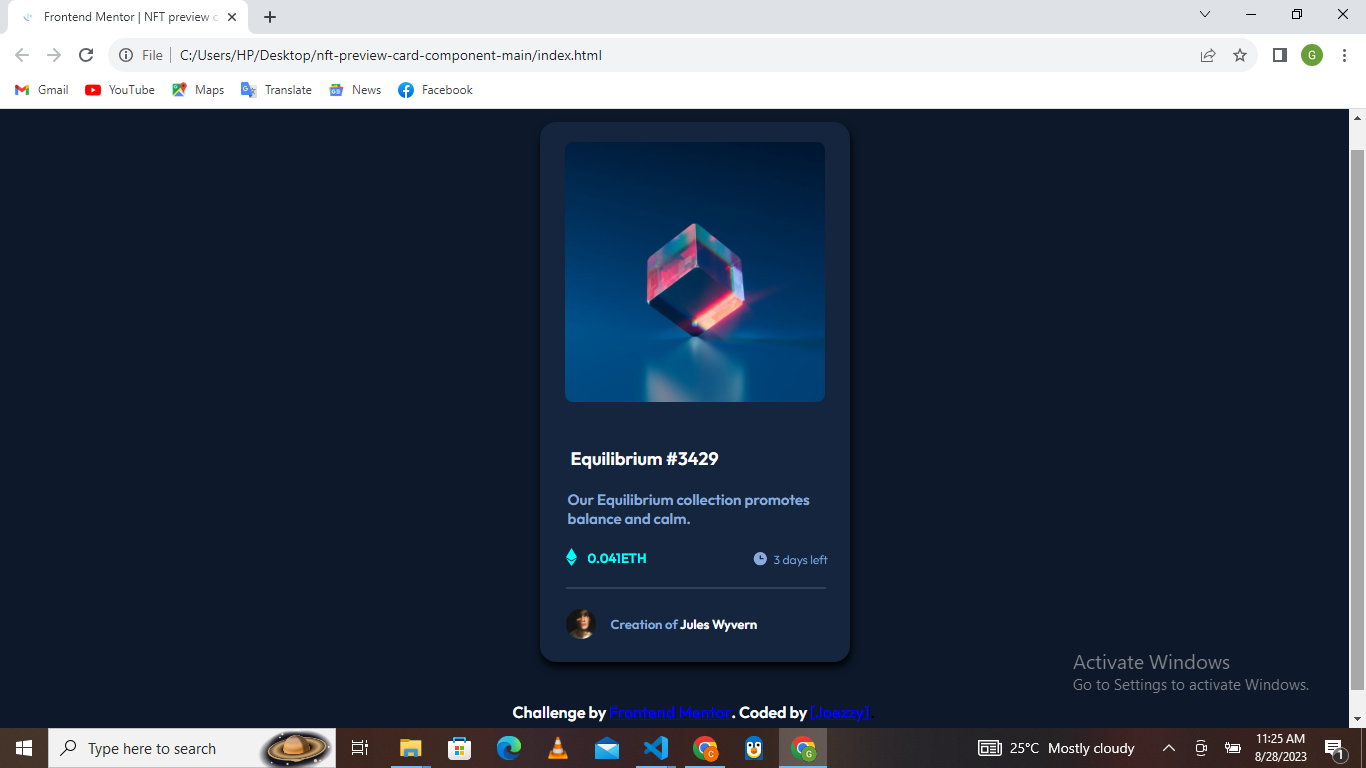 Frontend Mentor | NFT preview c
File C:/Users/HP/Desktop/nft-preview-card-component-main/index.html
G
Gmail YouTube Maps Translate News Facebook
Equilibrium #3429
Our Equilibrium collection promotes
balance and calm.
0.041ETH 3 days left
Creation of Jules Wyvern
Activate Windows
Go to Settings to activate Windows.
Challenge by Frontend Mentor. Coded by [Joezzy].
Type here to search
25°C Mostly cloudy
11:25 AM
8/28/2023
1